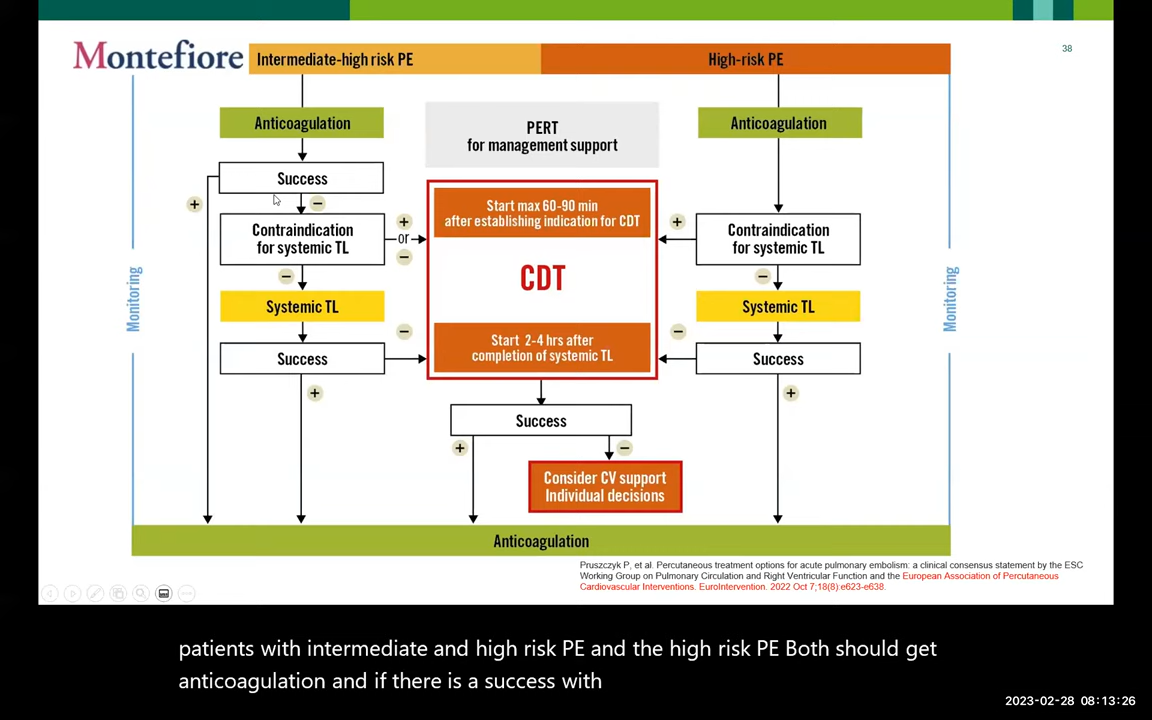 Montefiore
Intermediate-high risk PE
High-risk PE
38
Anticoagulation
PERT
for management support
Anticoagulation
Success
+
−
Start max 60-90 min
after establishing indication for CDT
Contraindication
for systemic TL
+
or
−
+
Contraindication
for systemic TL
CDT
Monitoring
Monitoring
−
−
Systemic TL
Systemic TL
Start 2-4 hrs after
completion of systemic TL
−
−
Success
Success
+
+
Success
+
−
Consider CV support
Individual decisions
Anticoagulation
Pruszczyk P, et al. Percutaneous treatment options for acute pulmonary embolism: a clinical consensus statement by the ESC
Working Group on Pulmonary Circulation and Right Ventricular Function and the European Association of Percutaneous
Cardiovascular Interventions. EuroIntervention. 2022 Oct 7;18(8):e623-e638.
patients with intermediate and high risk PE and the high risk PE Both should get
anticoagulation and if there is a success with
2023-02-28 08:13:26